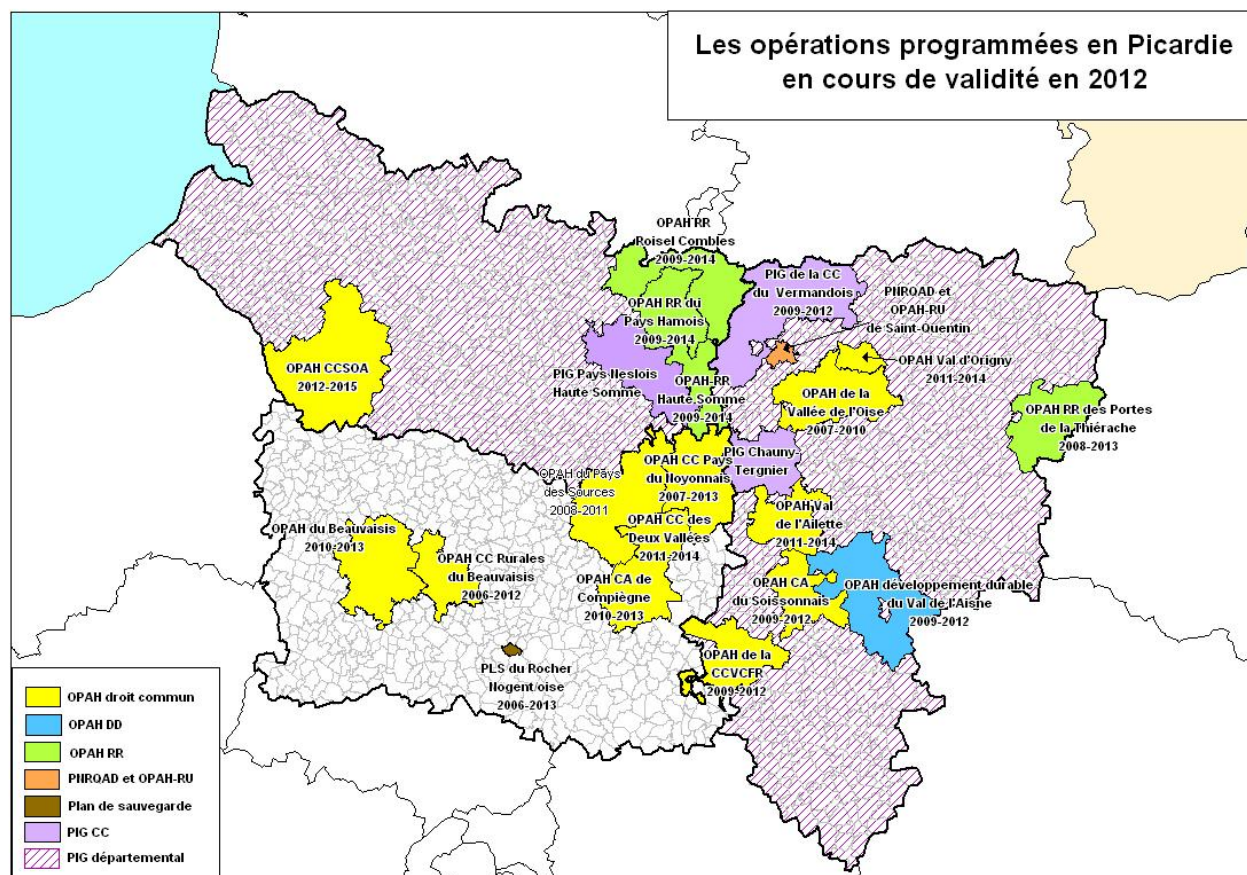 Les opérations programmées en Picardie
en cours de validité en 2012
OPAH RR
Roisel Combles
2009-2014
PIG de la CC
du Vermandois
2009-2012
PNRQAD et
OPAH-RU
de Saint-Quentin
OPAH RR du
Pays Hamois
2009-2014
OPAH CCSOA
2012-2015
PIG Pays Neslois
Haute Somme
OPAH-RR
Haute Somme
2009-2014
OPAH Val d'Origny
2011-2014
OPAH de la
Vallée de l'Oise
2007-2010
OPAH RR des Portes
de la Thiérache
2008-2013
PIG Chauny-
Tergnier
OPAH du Pays
des Sources
2008-2011
OPAH CC Pays
du Noyonnais
2007-2013
OPAH Val
de l'Ailette
2011-2014
OPAH CC des
Deux Vallées
2011-2014
OPAH du Beauvaisis
2010-2013
OPAH CC Rurales
du Beauvaisis
2006-2012
OPAH CA de
Compiègne
2010-2013
OPAH CA
du Soissonnais
2009-2012
OPAH développement durable
du Val de l'Aisne
2009-2012
OPAH de la
CCVCFR
2009-2012
PLS du Rocher
Nogent/oise
2006-2013
OPAH droit commun
OPAH DD
OPAH RR
PNRQAD et OPAH-RU
Plan de sauvegarde
PIG CC
PIG départemental